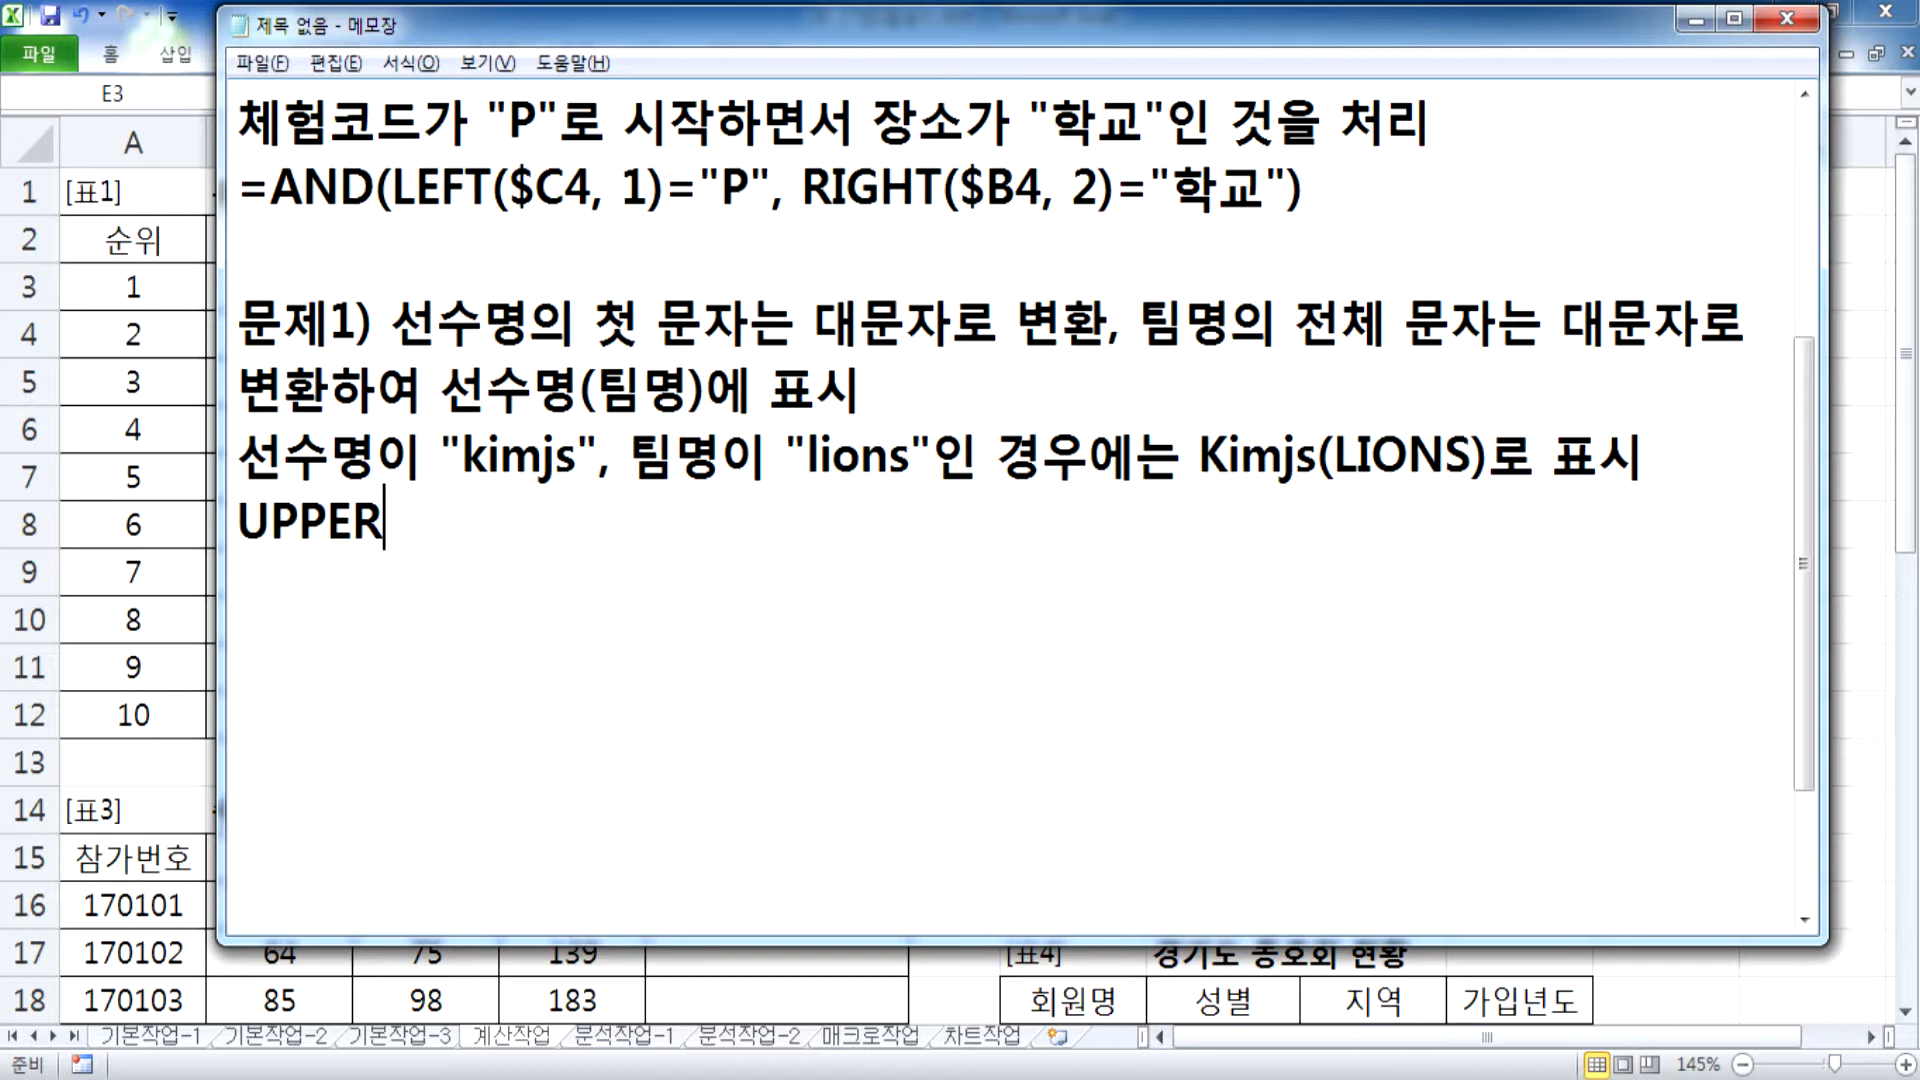 제목 없음 - 메모장
파일 홈 삽입
파일(F) 편집(E) 서식(O) 보기(V) 도움말(H)
E3
체험코드가 "P"로 시작하면서 장소가 "학교"인 것을 처리
=AND(LEFT($C4, 1)="P", RIGHT($B4, 2)="학교")
문제1) 선수명의 첫 문자는 대문자로 변환, 팀명의 전체 문자는 대문자로
변환하여 선수명(팀명)에 표시
선수명이 "kimjs", 팀명이 "lions"인 경우에는 Kimjs(LIONS)로 표시
UPPER
A
1 [표1]
2 순위
3 1
4 2
5 3
6 4
7 5
8 6
9 7
10 8
11 9
12 10
13
14 [표3]
15 참가번호
16 170101
17 170102 64 75 139 [표4] 경기도 동호회 현황
18 170103 85 98 183 회원명 성별 지역 가입년도
기본작업-1 기본작업-2 기본작업-3 계산작업 분석작업-1 분석작업-2 매크로작업 차트작업
준비 145%